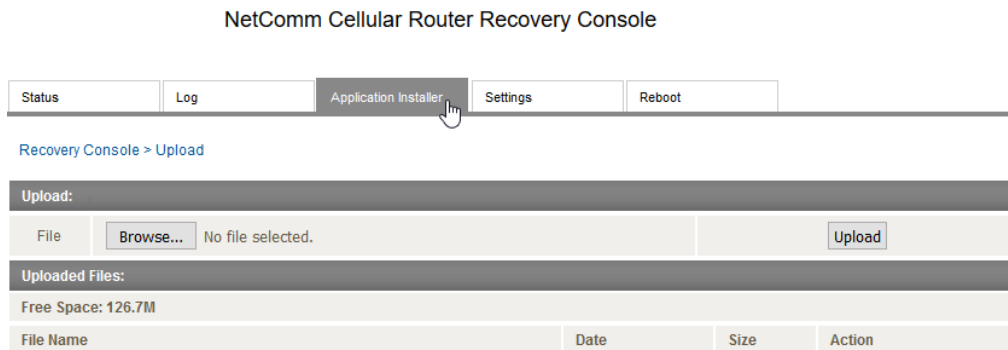 NetComm Cellular Router Recovery Console
Status Log Application Installer Settings Reboot
Recovery Console > Upload
Upload:
File Browse... No file selected. Upload
Uploaded Files:
Free Space: 126.7M
File Name Date Size Action